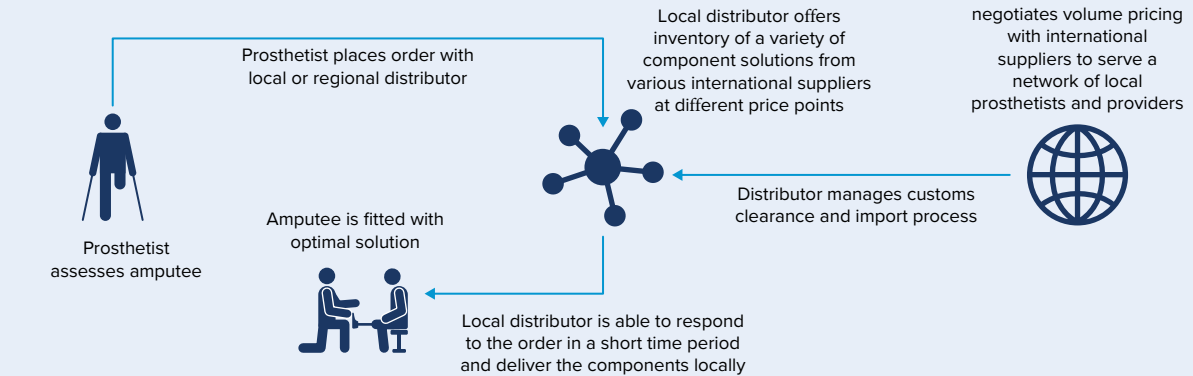 Prosthetist places order with
local or regional distributor
Local distributor offers
inventory of a variety of
component solutions from
various international suppliers
at different price points
negotiates volume pricing
with international
suppliers to serve a
network of local
prosthetists and providers
Prosthetist
assesses amputee
Amputee is fitted with
optimal solution
Distributor manages customs
clearance and import process
Local distributor is able to respond
to the order in a short time period
and deliver the components locally